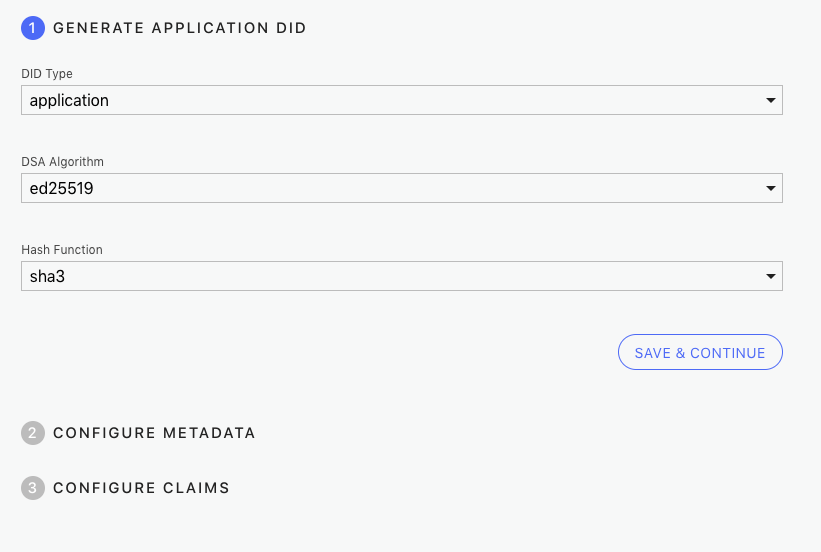 1 GENERATE APPLICATION DID
DID Type
application
DSA Algorithm
ed25519
Hash Function
sha3
SAVE & CONTINUE
2 CONFIGURE METADATA
3 CONFIGURE CLAIMS